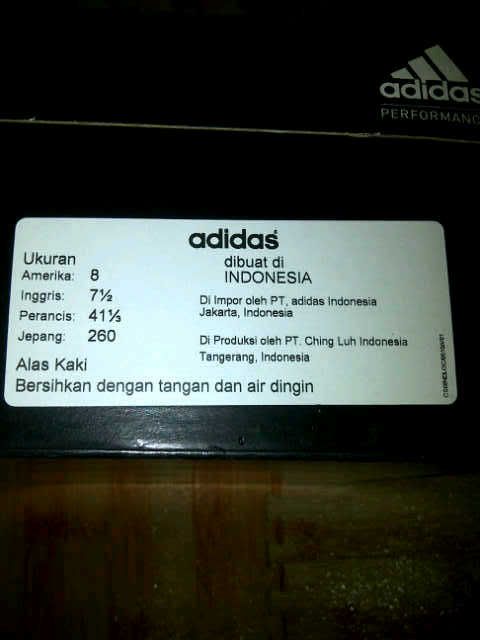 adidas
PERFORMANC
adidas
Ukuran
Amerika: 8
Inggris: 7½
Perancis: 41⅓
Jepang: 260
dibuat di
INDONESIA
Di Impor oleh PT, adidas Indonesia
Jakarta, Indonesia
Di Produksi oleh PT. Ching Luh Indonesia
Tangerang, Indonesia
Alas Kaki
Bersihkan dengan tangan dan air dingin